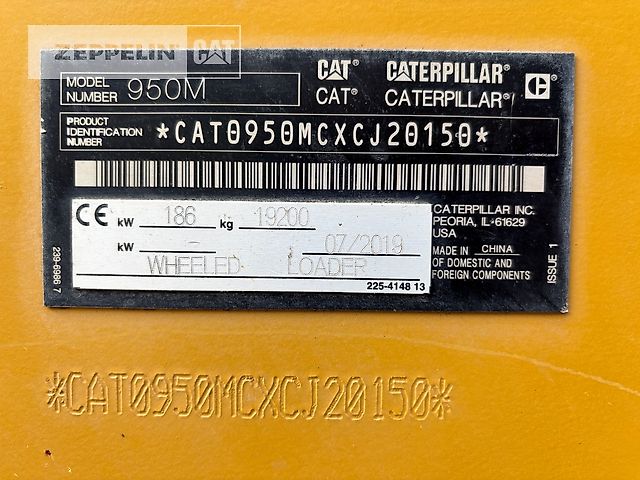 ZEPPELIN CAT
MODEL NUMBER 950M
CAT CATERPILLAR
CAT® CATERPILLAR®
PRODUCT IDENTIFICATION NUMBER *CAT0950MCXCJ20150*
CE kW 186 kg 19200
kW - 07/2019
WHEELED LOADER
225-4148 13
CATERPILLAR INC.
PEORIA, IL 61629
USA
MADE IN CHINA
OF DOMESTIC AND
FOREIGN COMPONENTS
239-6986 7
ISSUE 1
*CAT0950MCXCJ20150*